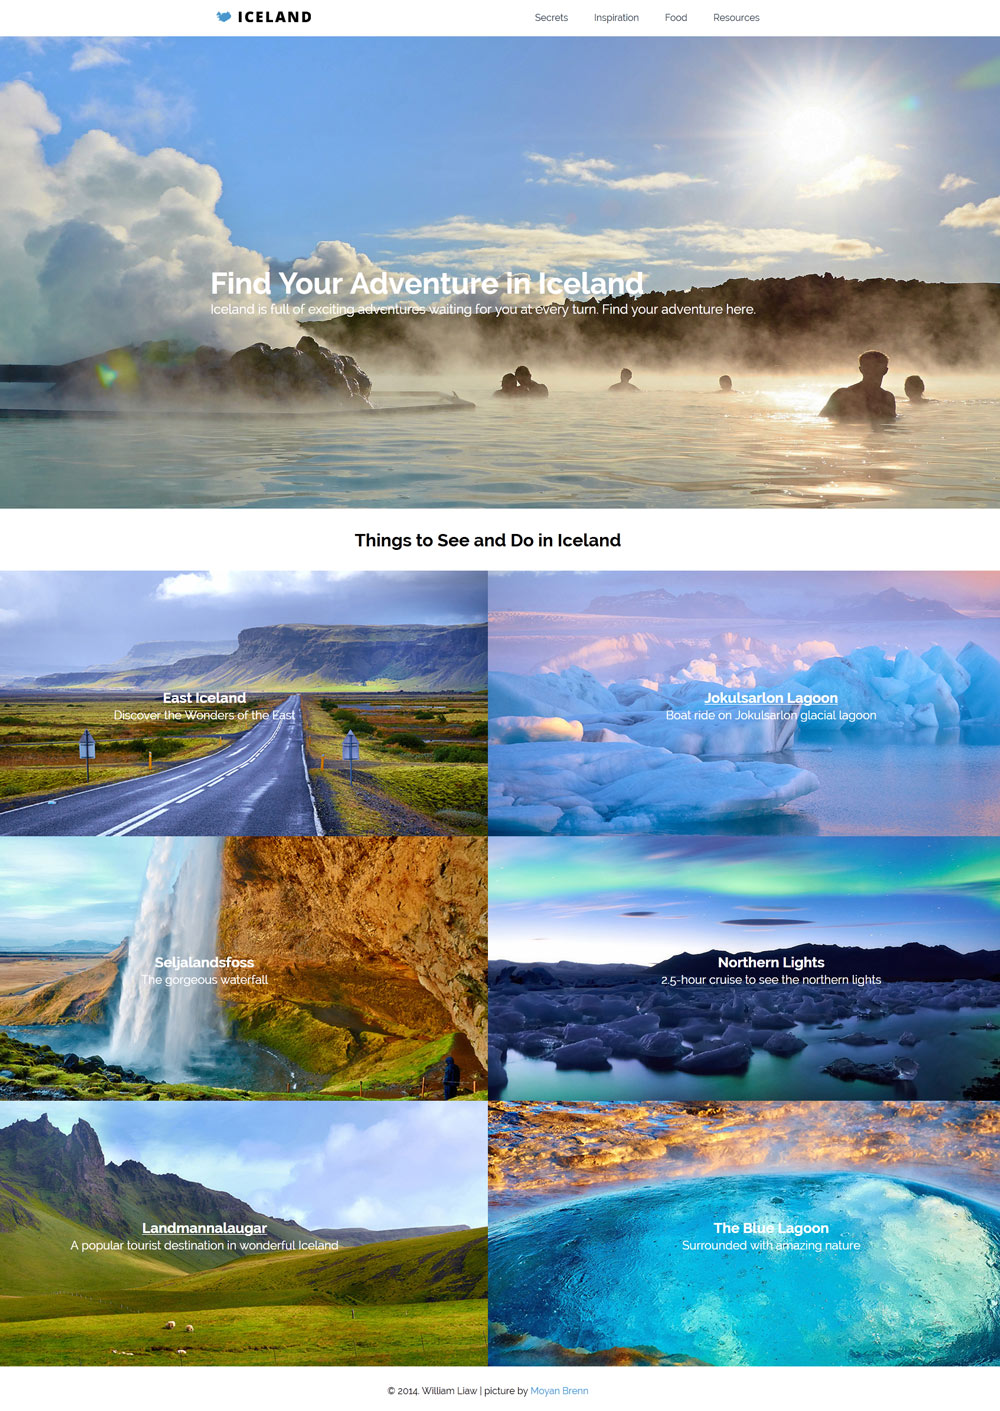 ICELAND
Secrets Inspiration Food Resources
Find Your Adventure in Iceland
Iceland is full of exciting adventures waiting for you at every turn. Find your adventure here.
Things to See and Do in Iceland
East Iceland
Discover the Wonders of the East
Jokulsarlon Lagoon
Boat ride on Jokulsarlon glacial lagoon
Seljalandsfoss
The gorgeous waterfall
Northern Lights
2.5-hour cruise to see the northern lights
Landmannalaugar
A popular tourist destination in wonderful Iceland
The Blue Lagoon
Surrounded with amazing nature
© 2014. William Liaw | picture by Moyan Brenn